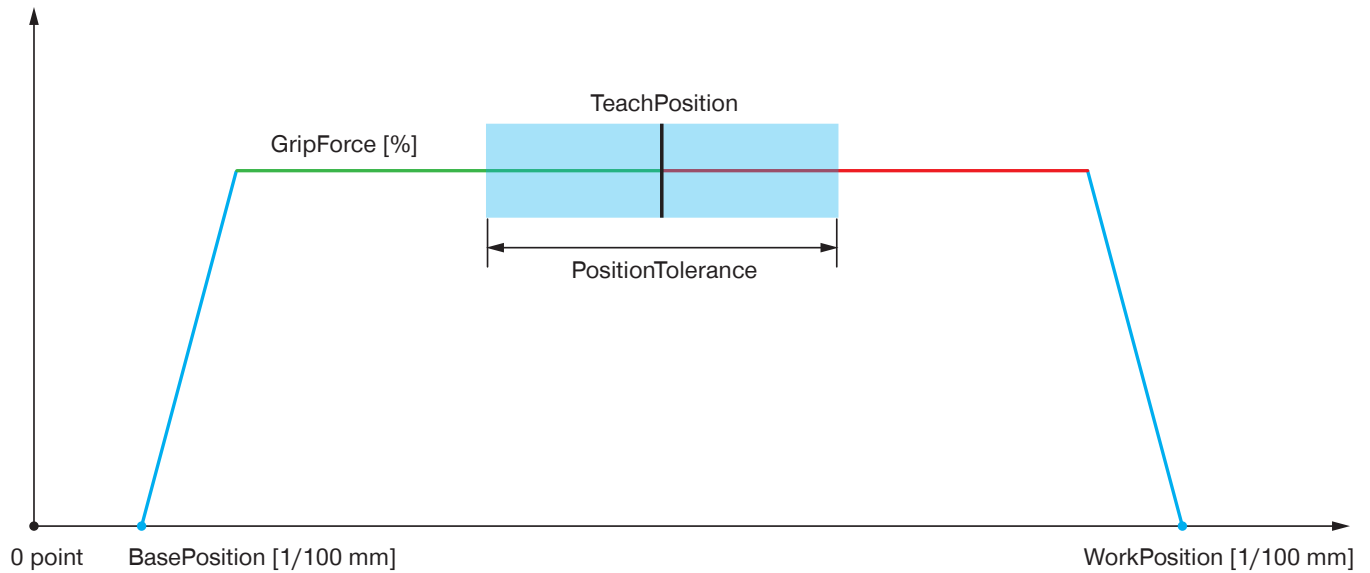 TeachPosition
GripForce [%]
PositionTolerance
0 point
BasePosition [1/100 mm]
WorkPosition [1/100 mm]